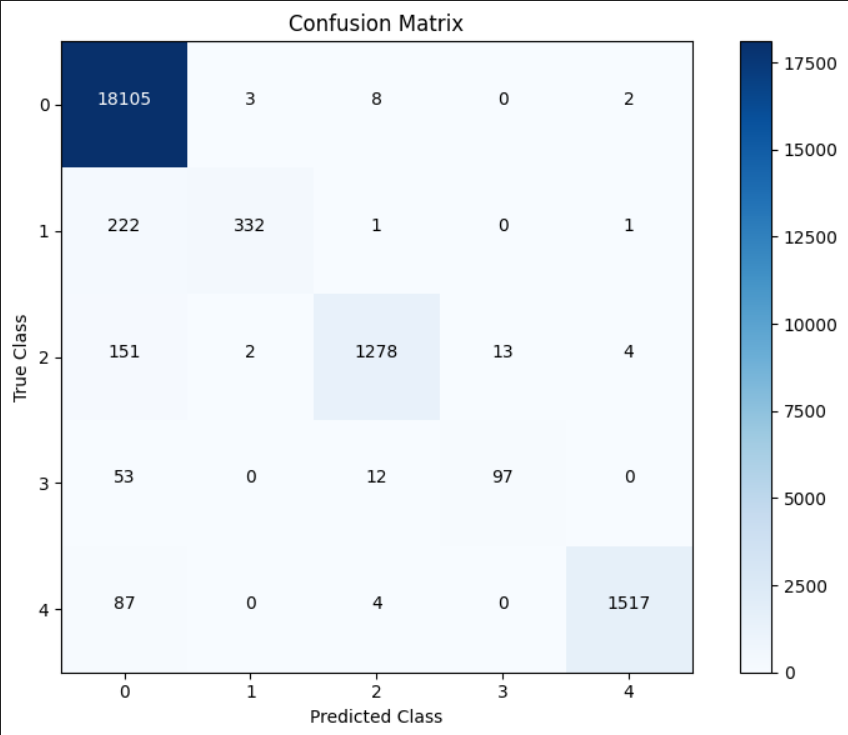 Confusion Matrix
0 18105 3 8 0 2
1 222 332 1 0 1
2 151 2 1278 13 4
3 53 0 12 97 0
4 87 0 4 0 1517
0 1 2 3 4
Predicted Class
True Class
17500
15000
12500
10000
7500
5000
2500
0